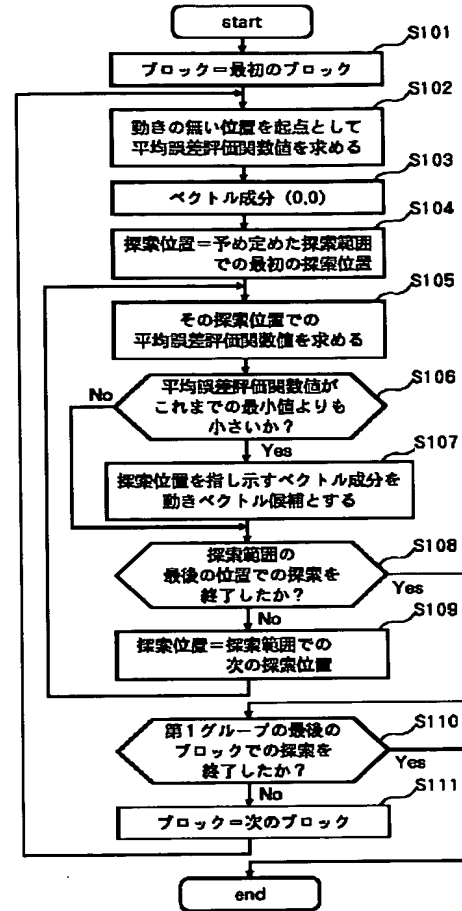 start
S101
ブロック=最初のブロック
S102
動きの無い位置を起点として
平均誤差評価関数値を求める
S103
ベクトル成分 (0,0)
S104
探索位置=予め定めた探索範囲
での最初の探索位置
S105
その探索位置での
平均誤差評価関数値を求める
S106
平均誤差評価関数値が
これまでの最小値よりも
小さいか?
No
Yes
S107
探索位置を指し示すベクトル成分を
動きベクトル候補とする
S108
探索範囲の
最後の位置での探索を
終了したか?
Yes
No
S109
探索位置=探索範囲での
次の探索位置
S110
第1グループの最後の
ブロックでの探索を
終了したか?
Yes
No
S111
ブロック=次のブロック
end